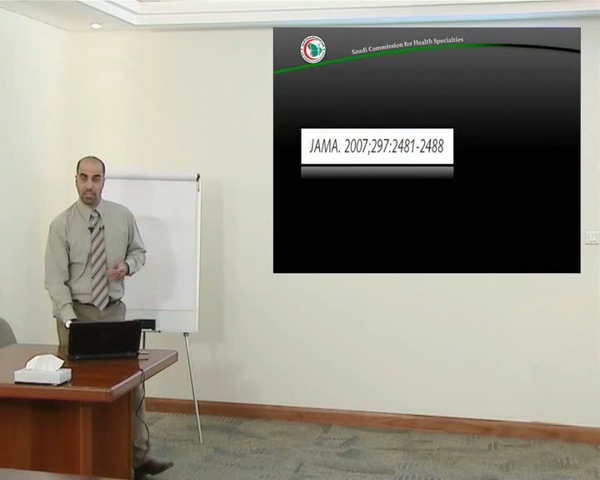 Saudi Commission for Health Specialties
JAMA. 2007;297:2481-2488